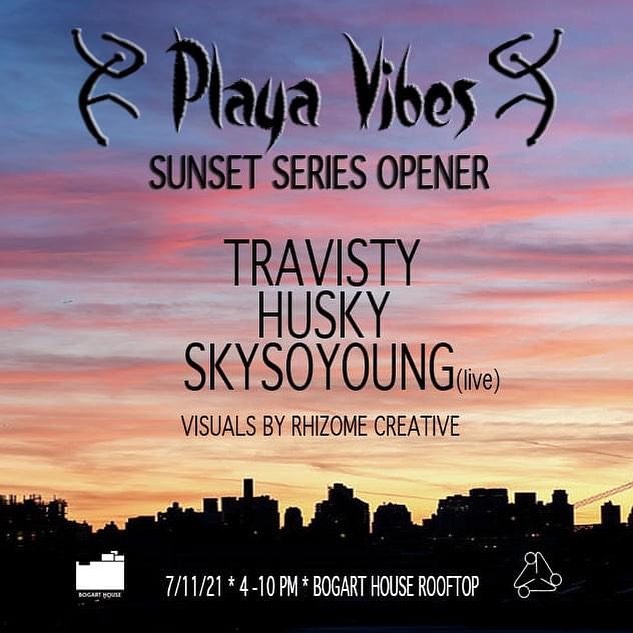 Playa Vibes
SUNSET SERIES OPENER
TRAVISTY
HUSKY
SKYSOYOUNG(live)
VISUALS BY RHIZOME CREATIVE
BOGART HOUSE
7/11/21 * 4 -10 PM * BOGART HOUSE ROOFTOP